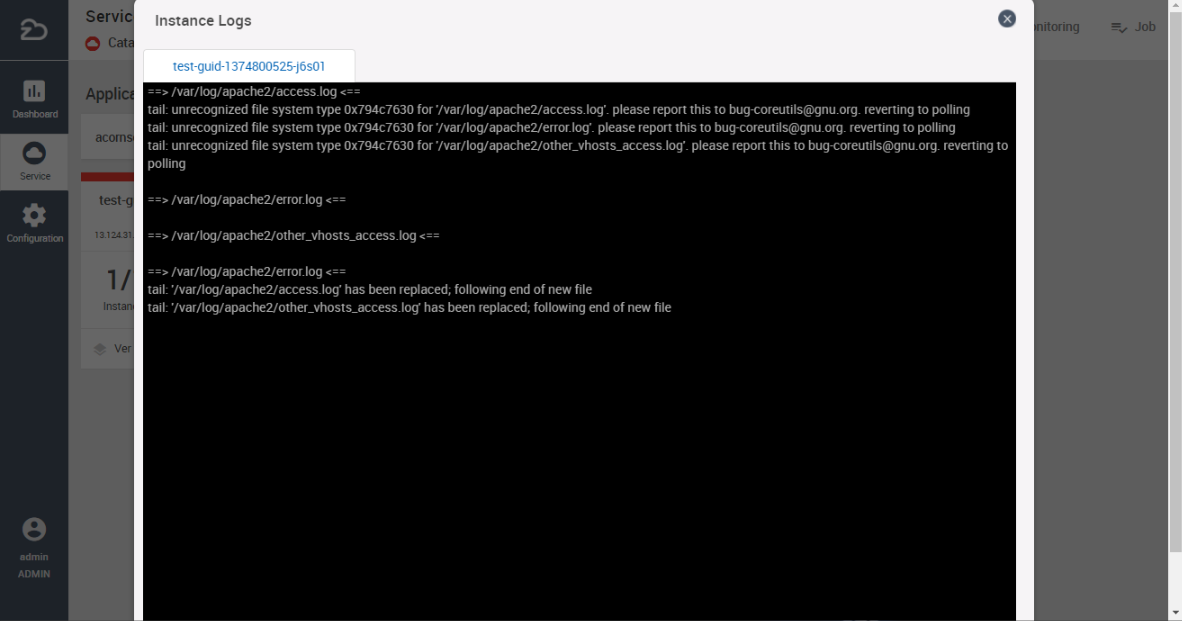 Instance Logs
test-guid-1374800525-j6s01
==> /var/log/apache2/access.log <==
tail: unrecognized file system type 0x794c7630 for '/var/log/apache2/access.log'. please report this to bug-coreutils@gnu.org. reverting to polling
tail: unrecognized file system type 0x794c7630 for '/var/log/apache2/error.log'. please report this to bug-coreutils@gnu.org. reverting to polling
tail: unrecognized file system type 0x794c7630 for '/var/log/apache2/other_vhosts_access.log'. please report this to bug-coreutils@gnu.org. reverting to
polling
==> /var/log/apache2/error.log <==
==> /var/log/apache2/other_vhosts_access.log <==
==> /var/log/apache2/error.log <==
tail: '/var/log/apache2/access.log' has been replaced; following end of new file
tail: '/var/log/apache2/other_vhosts_access.log' has been replaced; following end of new file
Servic
Cata
nitoring
Job
Dashboard
Service
Configuration
admin
ADMIN
Applica
acoms
test-g
13.124.31.
1/
Instan
Ver